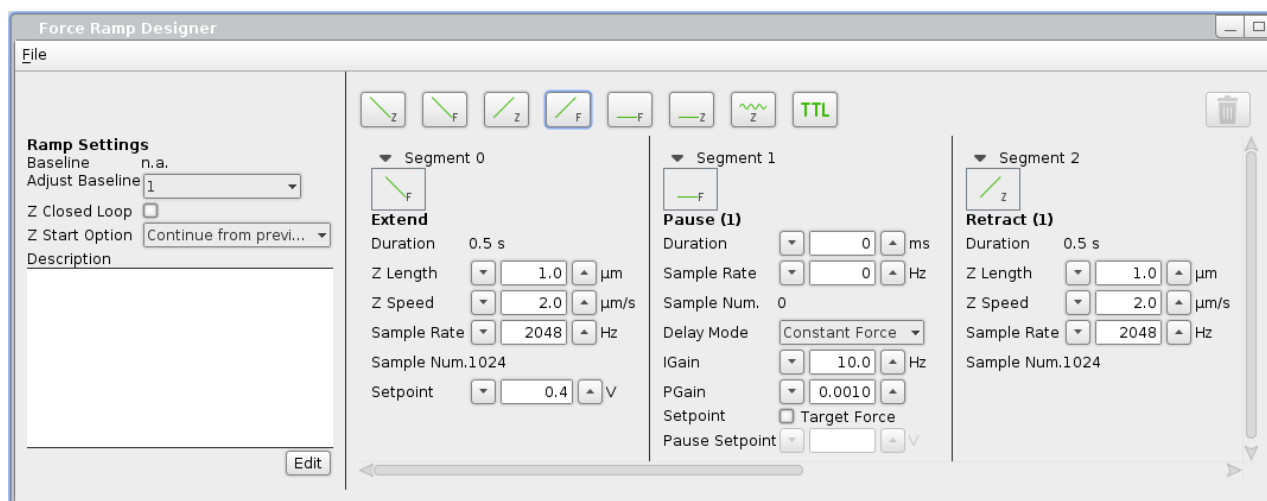 Force Ramp Designer
File
Z F Z F F Z Z TTL
Ramp Settings
Baseline n.a.
Adjust Baseline 1
Z Closed Loop
Z Start Option Continue from previ...
Description
Edit
Segment 0
F
Extend
Duration 0.5 s
Z Length 1.0 µm
Z Speed 2.0 µm/s
Sample Rate 2048 Hz
Sample Num.1024
Setpoint 0.4 V
Segment 1
F
Pause (1)
Duration 0 ms
Sample Rate 0 Hz
Sample Num. 0
Delay Mode Constant Force
IGain 10.0 Hz
PGain 0.0010
Setpoint Target Force
Pause Setpoint V
Segment 2
Z
Retract (1)
Duration 0.5 s
Z Length 1.0 µm
Z Speed 2.0 µm/s
Sample Rate 2048 Hz
Sample Num.1024